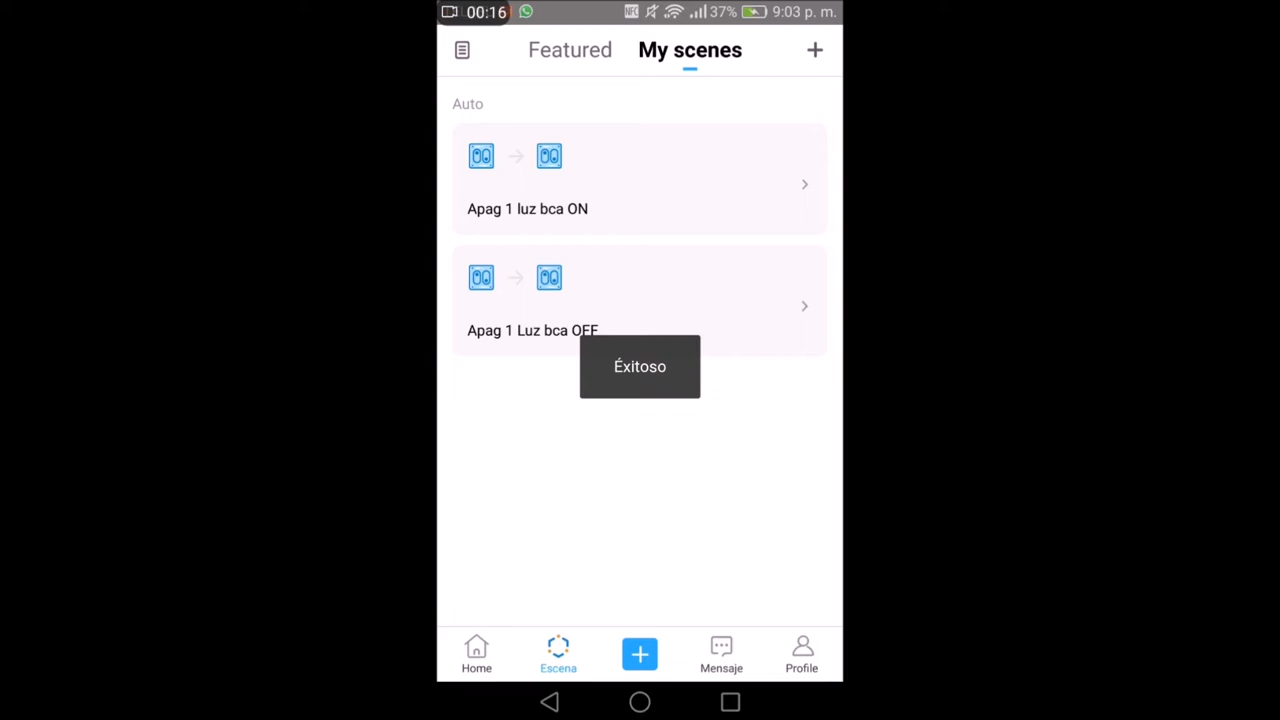 00:16 37% 9:03 p. m.
Featured My scenes
Auto
Apag 1 luz bca ON
Apag 1 Luz bca OFF
Éxitoso
Home Escena Mensaje Profile